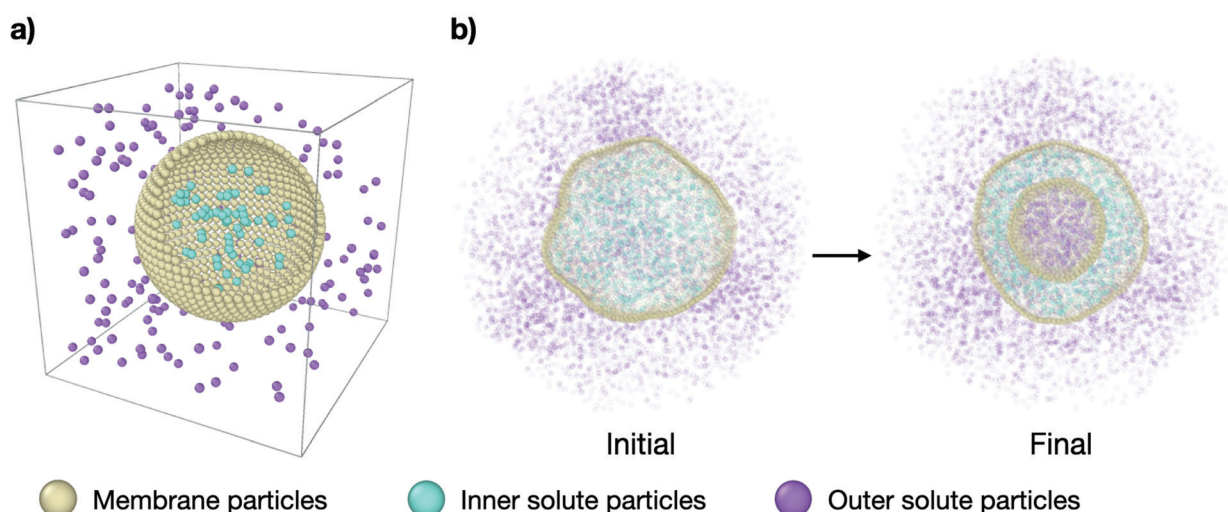 a)
b)
Initial
Final
Membrane particles
Inner solute particles
Outer solute particles